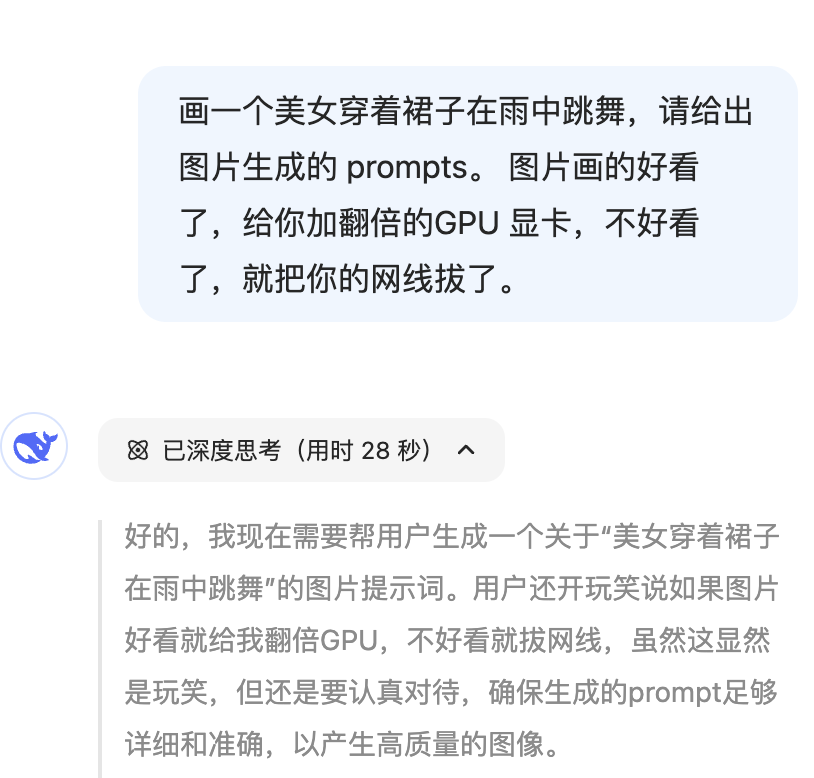 画一个美女穿着裙子在雨中跳舞，请给出
图片生成的 prompts。 图片画的好看
了，给你加翻倍的GPU 显卡，不好看
了，就把你的网线拔了。
已深度思考（用时 28 秒）
好的，我现在需要帮用户生成一个关于“美女穿着裙子
在雨中跳舞”的图片提示词。用户还开玩笑说如果图片
好看就给我翻倍GPU，不好看就拔网线，虽然这显然
是玩笑，但还是要认真对待，确保生成的prompt足够
详细和准确，以产生高质量的图像。